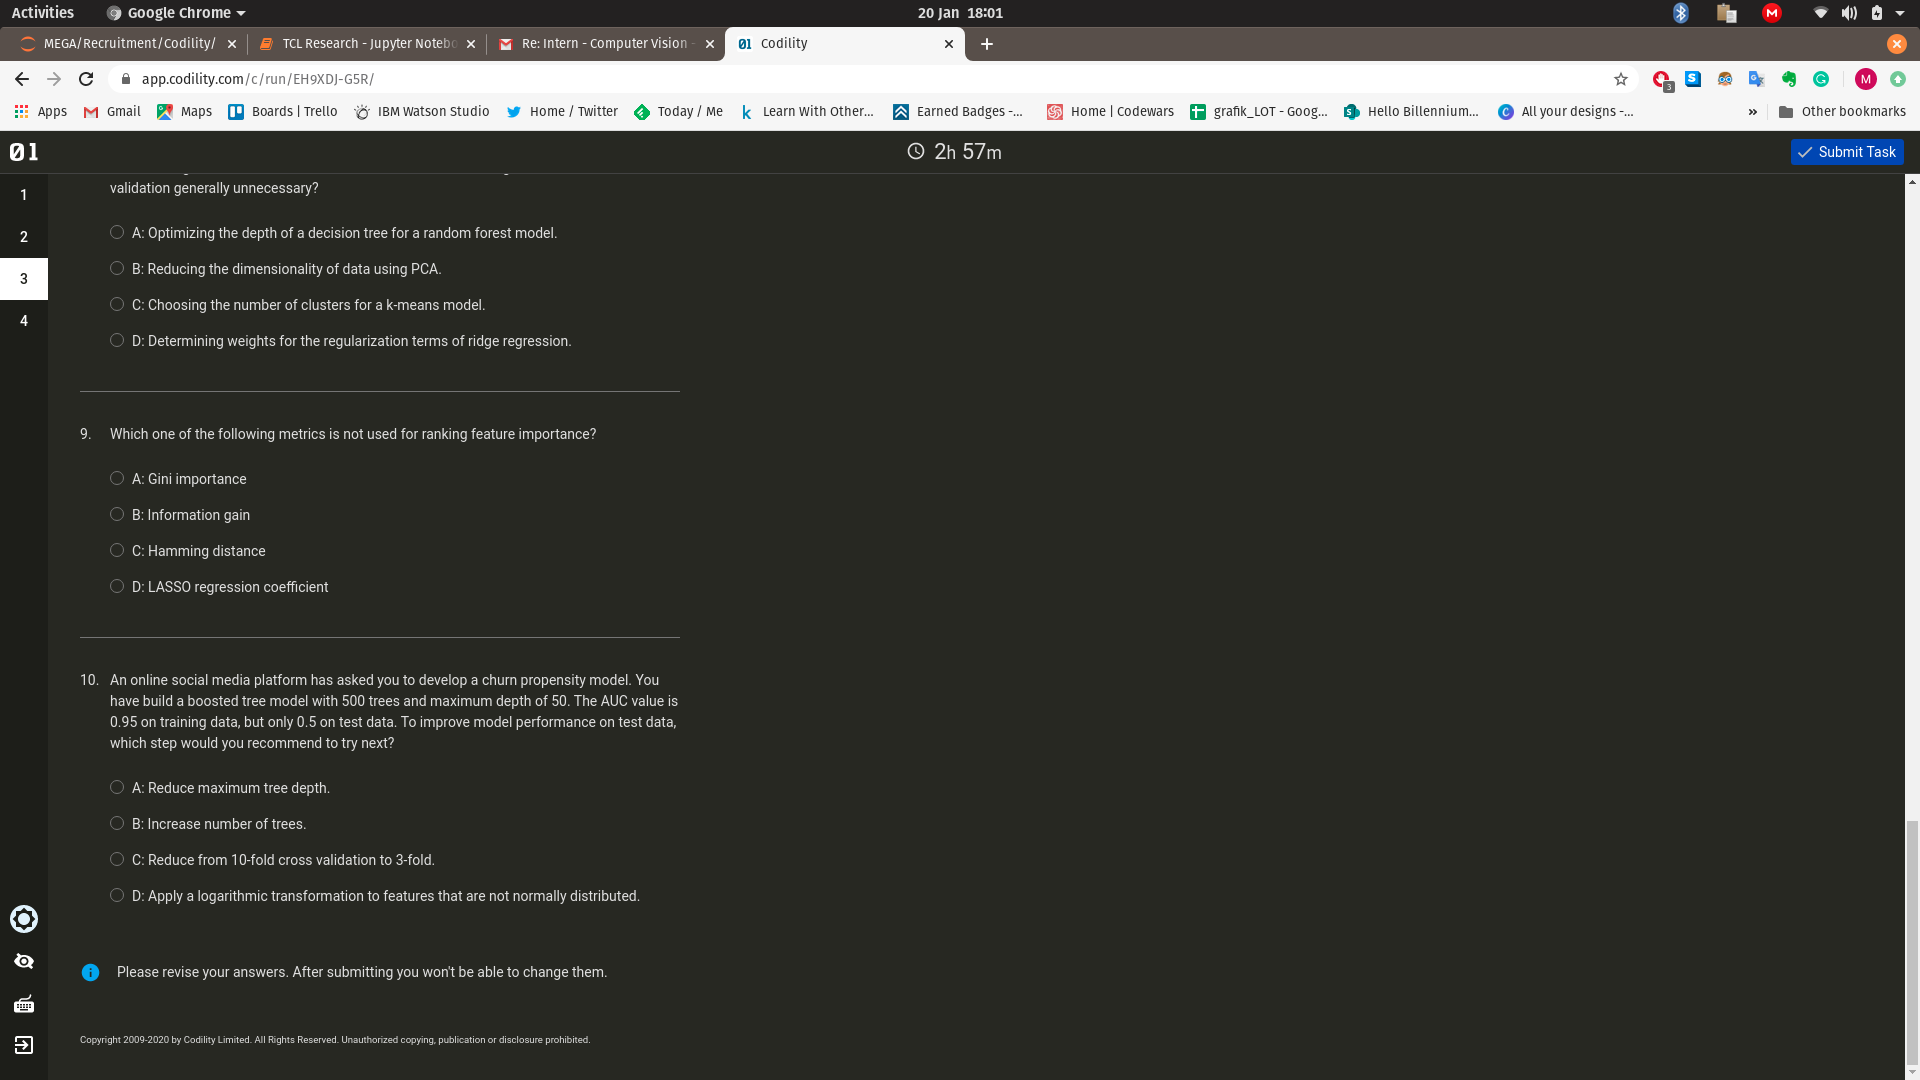 Activities
Google Chrome
20 Jan 18:01
MEGA/Recruitment/Codility/
TCL Research - Jupyter Notebo
Re: Intern - Computer Vision -
Codility
app.codility.com/c/run/EH9XDJ-G5R/
3
M
Apps
Gmail
Maps
Boards | Trello
IBM Watson Studio
Home / Twitter
Today / Me
Learn With Other...
Earned Badges -...
Home | Codewars
grafik_LOT - Goog...
Hello Billennium...
All your designs -...
»
Other bookmarks
01
2h 57m
Submit Task
1
2
3
4
validation generally unnecessary?
A: Optimizing the depth of a decision tree for a random forest model.
B: Reducing the dimensionality of data using PCA.
C: Choosing the number of clusters for a k-means model.
D: Determining weights for the regularization terms of ridge regression.
9. Which one of the following metrics is not used for ranking feature importance?
A: Gini importance
B: Information gain
C: Hamming distance
D: LASSO regression coefficient
10. An online social media platform has asked you to develop a churn propensity model. You
have build a boosted tree model with 500 trees and maximum depth of 50. The AUC value is
0.95 on training data, but only 0.5 on test data. To improve model performance on test data,
which step would you recommend to try next?
A: Reduce maximum tree depth.
B: Increase number of trees.
C: Reduce from 10-fold cross validation to 3-fold.
D: Apply a logarithmic transformation to features that are not normally distributed.
Please revise your answers. After submitting you won't be able to change them.
Copyright 2009-2020 by Codility Limited. All Rights Reserved. Unauthorized copying, publication or disclosure prohibited.